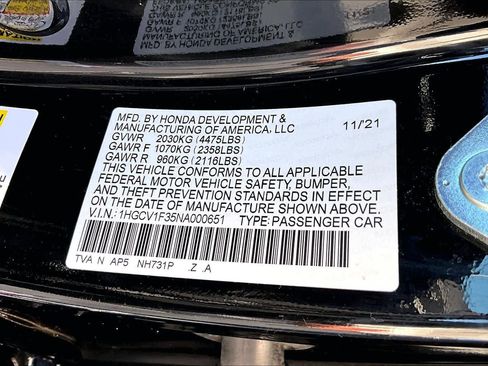 MFD. BY HONDA DEVELOPMENT &
MANUFACTURING OF AMERICA, LLC 11/21
GVWR 2030KG (4475LBS)
GAWR F 1070KG (2358LBS)
GAWR R 960KG (2116LBS)
THIS VEHICLE CONFORMS TO ALL APPLICABLE
FEDERAL MOTOR VEHICLE SAFETY, BUMPER,
AND THEFT PREVENTION STANDARDS IN EFFECT
ON THE DATE OF MANUFACTURE SHOWN ABOVE.
V.I.N.: 1HGCV1F35NA000651 TYPE: PASSENGER CAR
TVA N AP5 NH731P .Z .A